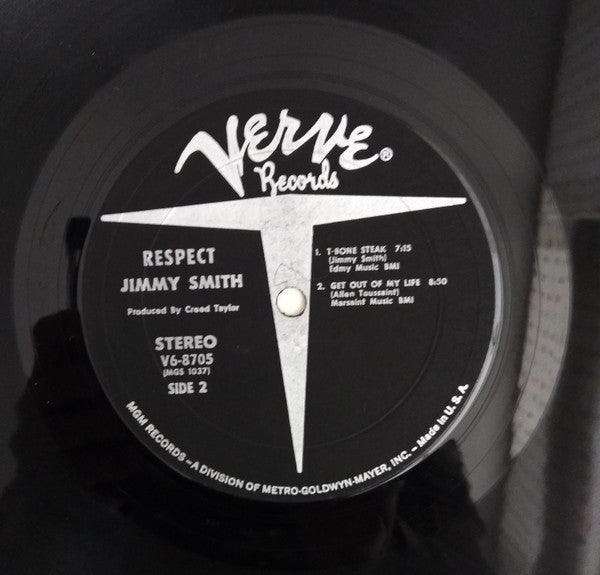 Verve®
Records
RESPECT
JIMMY SMITH
Produced By Creed Taylor
STEREO
V6-8705
(MGS 1037)
SIDE 2
1. T-BONE STEAK 7:15
(Jimmy Smith)
Edmy Music BMI
2. GET OUT OF MY LIFE 8:50
(Allen Toussaint)
Marsaint Music BMI
MGM RECORDS—A DIVISION OF METRO-GOLDWYN-MAYER, INC.—Made in U.S.A.